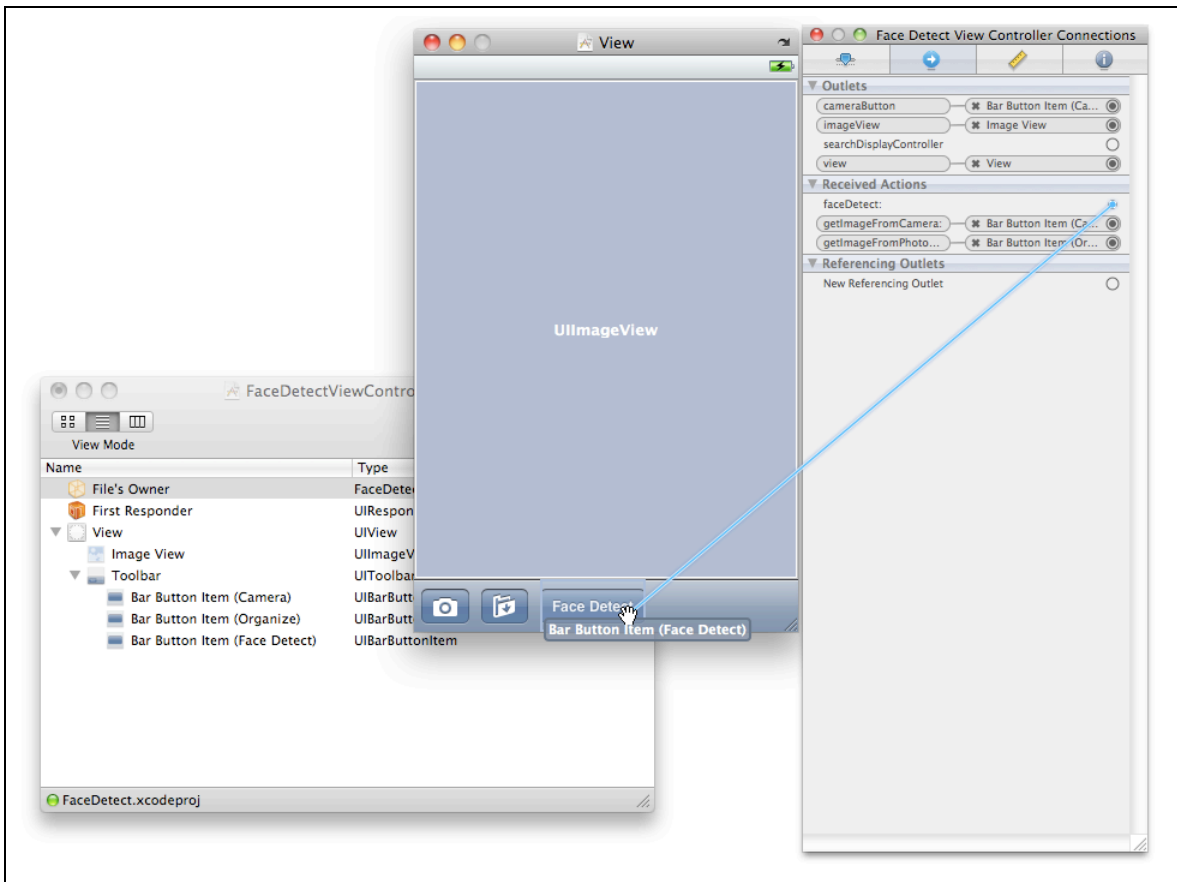 View
UIImageView
Face Detect
Bar Button Item (Face Detect)
Face Detect View Controller Connections
Outlets
cameraButton Bar Button Item (Ca...
imageView Image View
searchDisplayController
view View
Received Actions
faceDetect:
getImageFromCamera: Bar Button Item (Ca...
getImageFromPhoto... Bar Button Item (Or...
Referencing Outlets
New Referencing Outlet
FaceDetectViewContro
View Mode
Name Type
File's Owner FaceDete
First Responder UIRespon
View UIView
Image View UIImageV
Toolbar UIToolbar
Bar Button Item (Camera) UIBarButt
Bar Button Item (Organize) UIBarButt
Bar Button Item (Face Detect) UIBarButtonItem
FaceDetect.xcodeproj